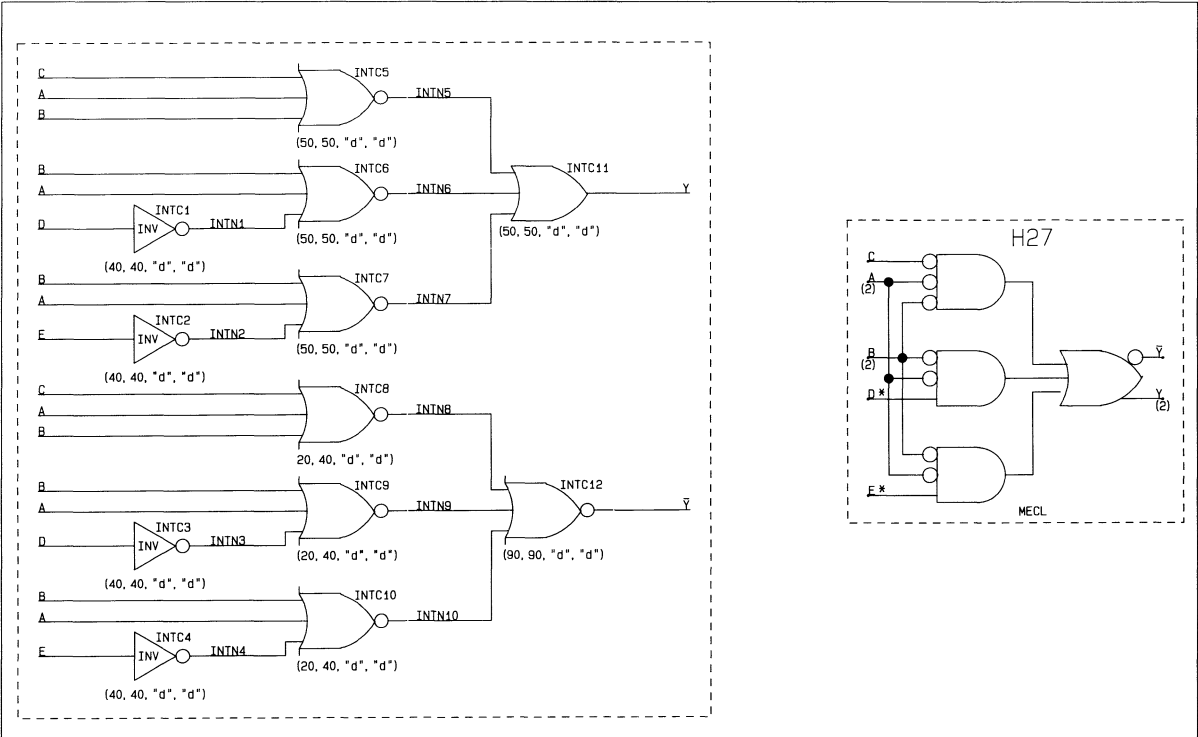 C
INTC5
A
INTN5
B
(50, 50, "d", "d")
B
INTC6
INTC11
A
INTN6
Y
INTC1
D
INV
INTN1
(50, 50, "d", "d")
(50, 50, "d", "d")
(40, 40, "d", "d")
B
INTC7
A
INTN7
INTC2
E
INV
INTN2
(50, 50, "d", "d")
(40, 40, "d", "d")
C
INTC8
A
INTN8
B
20, 40, "d", "d")
B
INTC9
INTC12
A
INTN9
Y̅
INTC3
D
INV
INTN3
(20, 40, "d", "d")
(90, 90, "d", "d")
(40, 40, "d", "d")
B
INTC10
A
INTN10
INTC4
E
INV
INTN4
(20, 40, "d", "d")
(40, 40, "d", "d")
H27
C
A
(2)
B
(2)
D *
E *
Y̅
Y
(2)
MECL